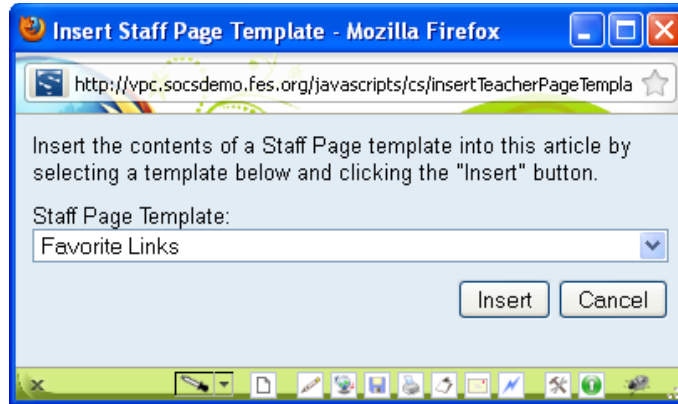 Insert Staff Page Template - Mozilla Firefox
http://vpc.socsdemo.fes.org/javascripts/cs/insertTeacherPageTempla
Insert the contents of a Staff Page template into this article by
selecting a template below and clicking the "Insert" button.
Staff Page Template:
Favorite Links
Insert Cancel